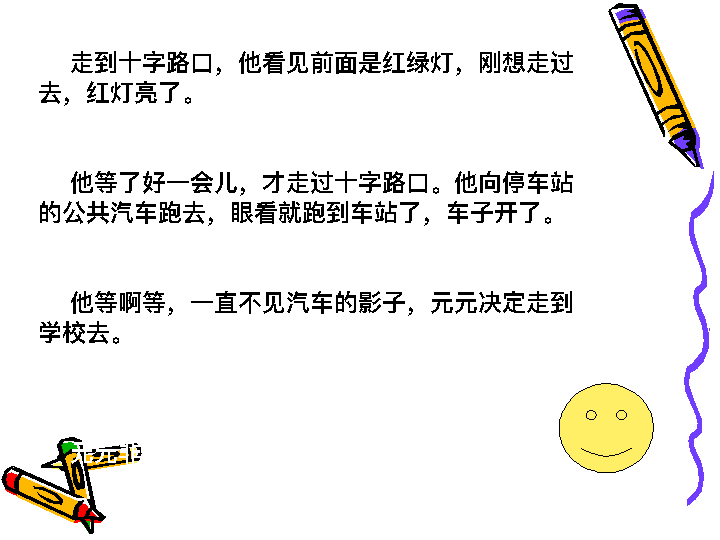 走到十字路口，他看见前面是红绿灯，刚想走过
去，红灯亮了。
他等了好一会儿，才走过十字路口。他向停车站
的公共汽车跑去，眼看就跑到车站了，车子开了。
他等啊等，一直不见汽车的影子，元元决定走到
学校去。
元元非